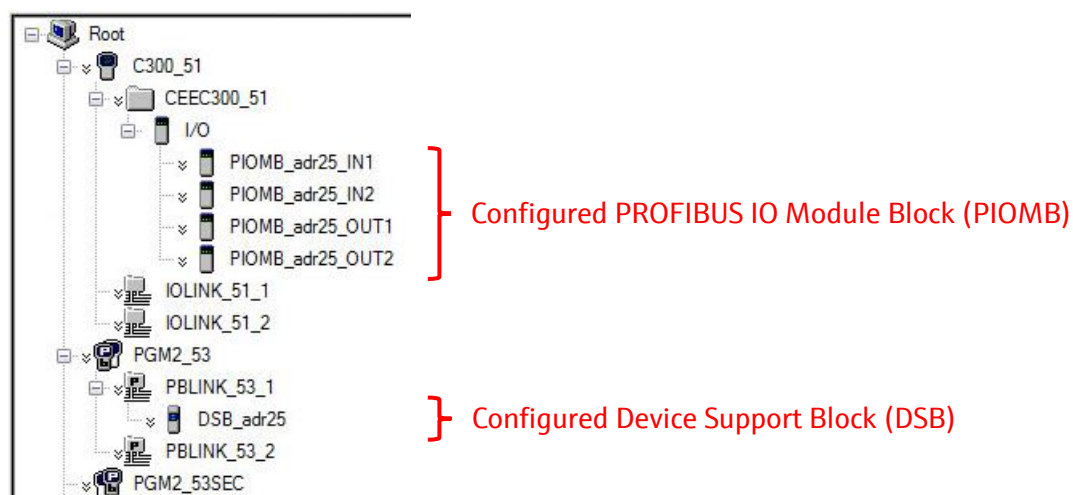 Root
C300_51
CEEC300_51
I/O
PIOMB_adr25_IN1
PIOMB_adr25_IN2
Configured PROFIBUS IO Module Block (PIOMB)
PIOMB_adr25_OUT1
PIOMB_adr25_OUT2
IOLINK_51_1
IOLINK_51_2
PGM2_53
PBLINK_53_1
DSB_adr25 Configured Device Support Block (DSB)
PBLINK_53_2
PGM2_53SEC